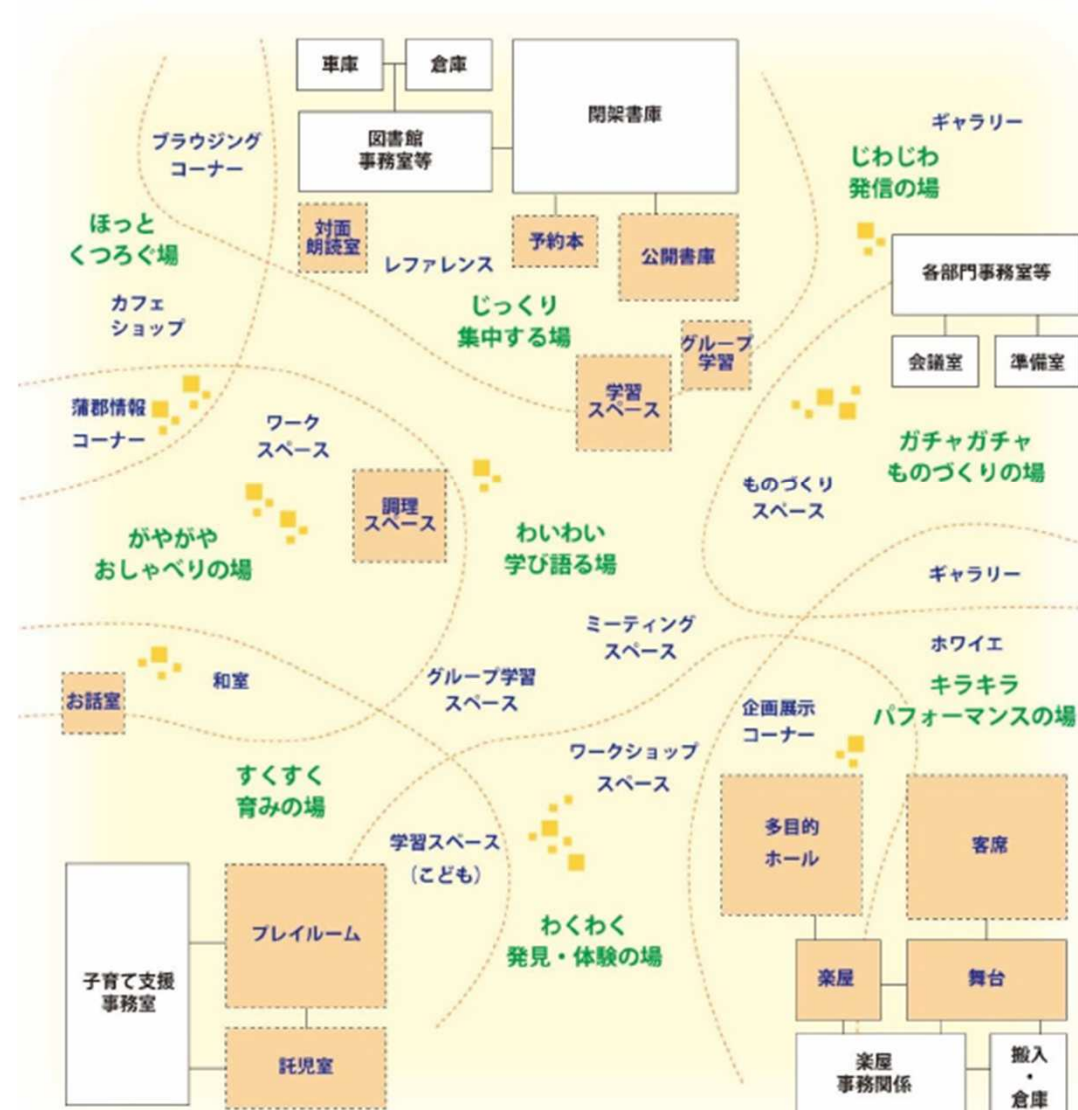 車庫
倉庫
閉架書庫
図書館
事務室等
ブラウジング
コーナー
ギャラリー
じわじわ
発信の場
ほっと
くつろぐ場
対面
朗読室
レファレンス
予約本
公開書庫
各部門事務室等
カフェ
ショップ
じっくり
集中する場
グループ
学習
会議室
準備室
学習
スペース
蒲郡情報
コーナー
ワーク
スペース
ガチャガチャ
ものづくりの場
ものづくり
スペース
調理
スペース
がやがや
おしゃべりの場
わいわい
学び語る場
ギャラリー
ミーティング
スペース
ホワイエ
お話室
和室
グループ学習
スペース
キラキラ
パフォーマンスの場
企画展示
コーナー
ワークショップ
スペース
すくすく
育みの場
多目的
ホール
客席
学習スペース
(こども)
プレイルーム
わくわく
発見・体験の場
子育て支援
事務室
楽屋
舞台
託児室
楽屋
事務関係
搬入
・
倉庫